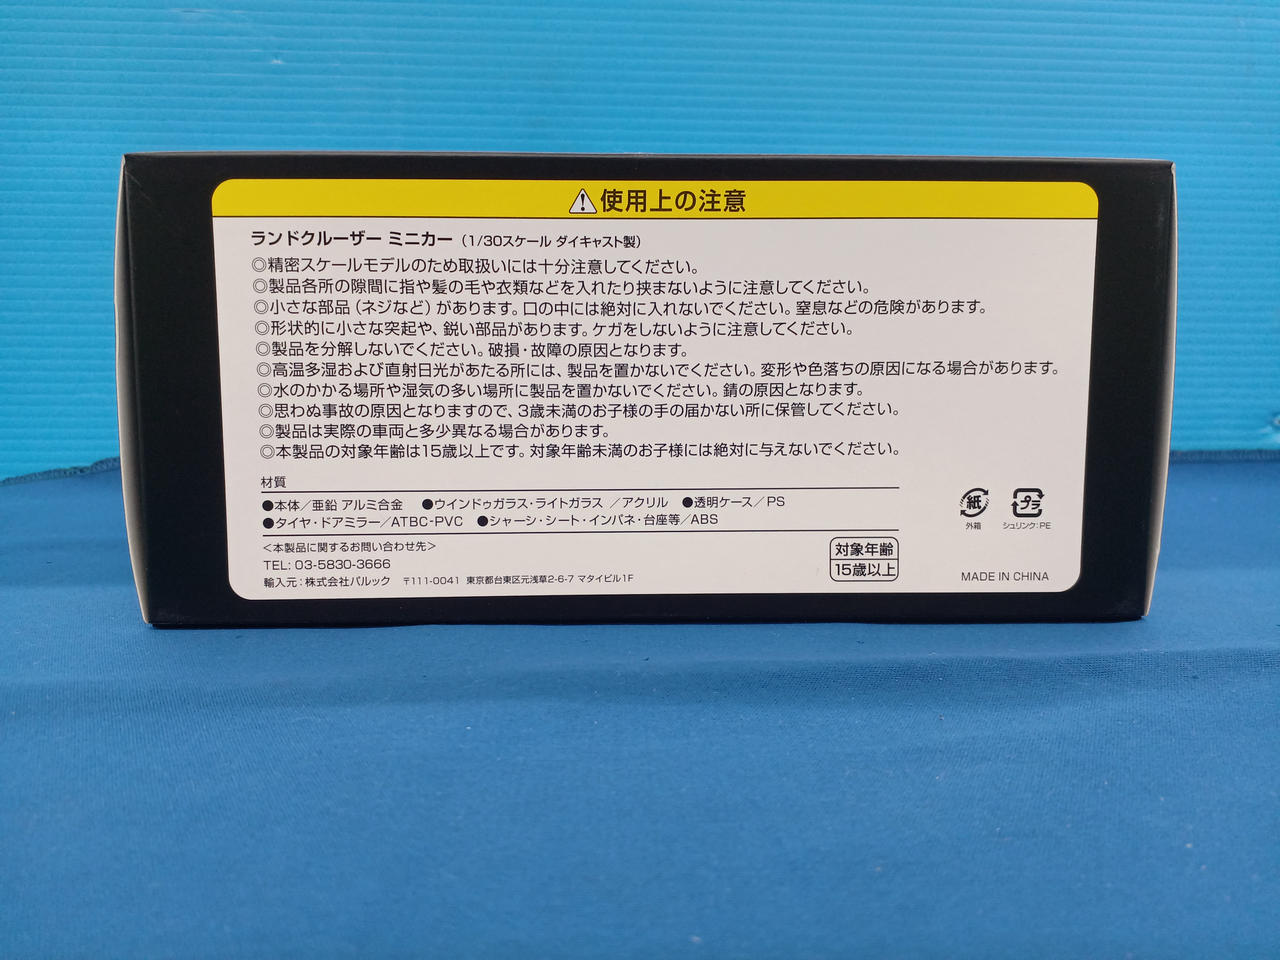 使用上の注意
ランドクルーザー ミニカー（1/30スケール ダイキャスト製）
◎精密スケールモデルのため取扱いには十分注意してください。
◎製品各所の隙間に指や髪の毛や衣類などを入れたり挟まないように注意してください。
◎小さな部品（ネジなど）があります。口の中には絶対に入れないでください。窒息などの危険があります。
◎形状的に小さな突起や、鋭い部品があります。ケガをしないように注意してください。
◎製品を分解しないでください。破損・故障の原因となります。
◎高温多湿および直射日光があたる所には、製品を置かないでください。変形や色落ちの原因になる場合があります。
◎水のかかる場所や湿気の多い場所に製品を置かないでください。錆の原因となります。
◎思わぬ事故の原因となりますので、3歳未満のお子様の手の届かない所に保管してください。
◎製品は実際の車両と多少異なる場合があります。
◎本製品の対象年齢は15歳以上です。対象年齢未満のお子様には絶対に与えないでください。
材質
●本体／亜鉛 アルミ合金 ●ウインドゥガラス・ライトガラス ／アクリル ●透明ケース／PS
●タイヤ・ドアミラー／ATBC-PVC ●シャーシ・シート・インパネ・台座等／ABS
紙 プラ
外箱 シュリンク：PE
＜本製品に関するお問い合わせ先＞
TEL: 03-5830-3666
輸入元：株式会社パルック 〒111-0041 東京都台東区元浅草2-6-7 マタイビル1F
対象年齢
15歳以上
MADE IN CHINA